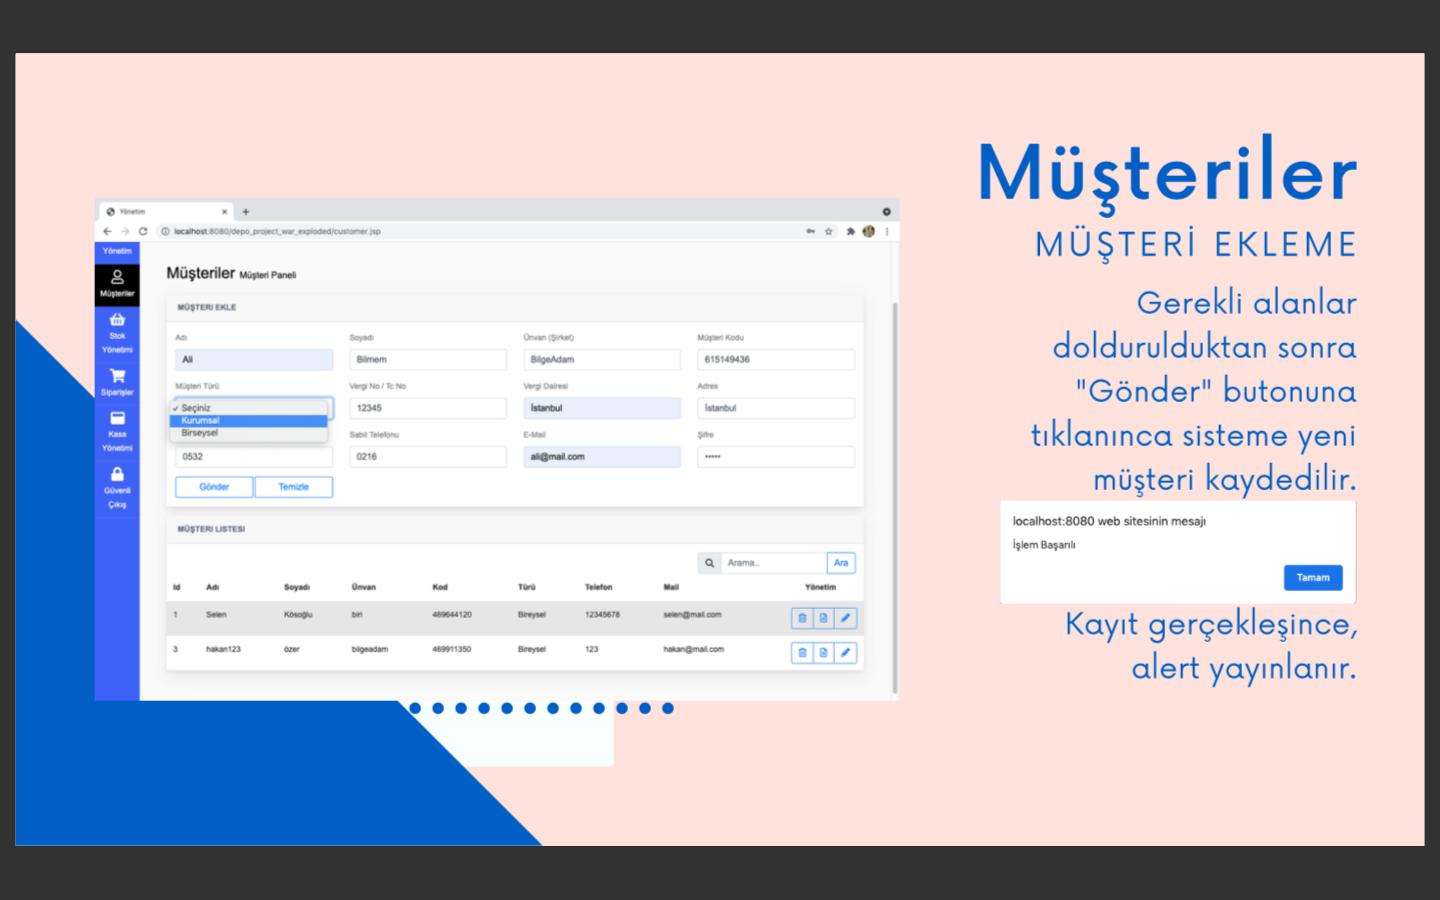 Müşteriler
MÜŞTERİ EKLEME
Gerekli alanlar
doldurulduktan sonra
"Gönder" butonuna
tıklanınca sisteme yeni
müşteri kaydedilir.
localhost:8080 web sitesinin mesajı
İşlem Başarılı
Tamam
Kayıt gerçekleşince,
alert yayınlanır.
Yönetim
localhost:8080/depo_project_war_exploded/customer.jsp
Yönetim
Müşteriler
Stok
Yönetimi
Siparişler
Kasa
Yönetimi
Güvenli
Çıkış
Müşteriler Müşteri Paneli
MÜŞTERI EKLE
Adı Soyadı Ünvan (Şirket) Müşteri Kodu
Ali Bilmem BilgeAdam 615149436
Müşteri Türü Vergi No / Tc No Vergi Dairesi Adres
Seçiniz
Kurumsal
Birseysel
12345 İstanbul İstanbul
Sabit Telefonu E-Mail Şifre
0532 0216 ali@mail.com •••••
Gönder Temizle
MÜŞTERI LISTESI
Arama.. Ara
Id Adı Soyadı Ünvan Kod Türü Telefon Mail Yönetim
1 Selen Kösoğlu biri 469644120 Bireysel 12345678 selen@mail.com
3 hakan123 özer bilgeadam 469911350 Bireysel 123 hakan@mail.com